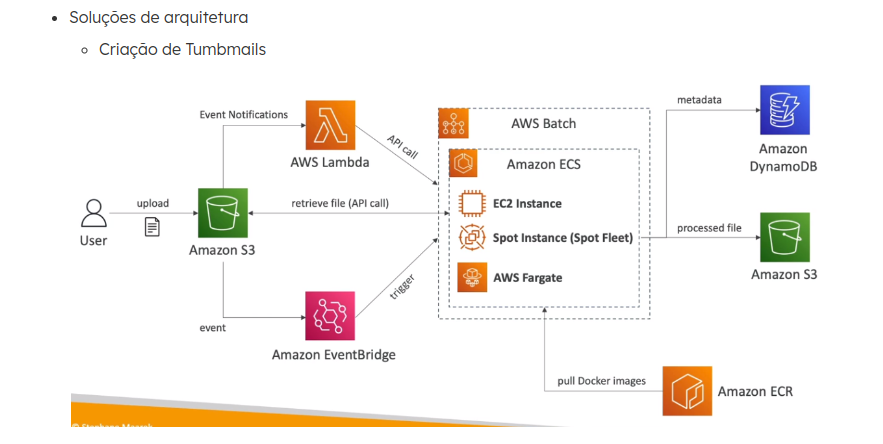 Soluções de arquitetura
Criação de Tumbmails
metadata
Event Notifications
AWS Batch
API call
Amazon
DynamoDB
AWS Lambda
Amazon ECS
upload
retrieve file (API call)
EC2 Instance
User
Spot Instance (Spot Fleet)
processed file
Amazon S3
Amazon S3
AWS Fargate
trigger
event
Amazon EventBridge
pull Docker images
Amazon ECR